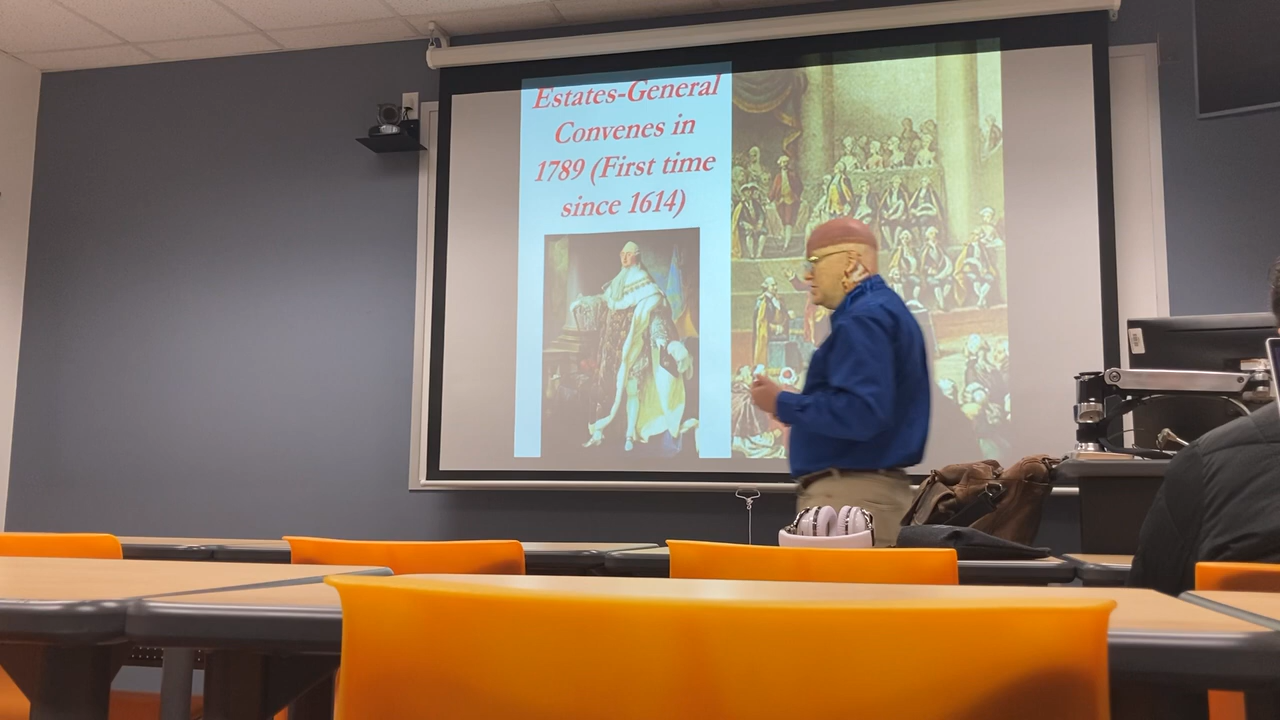 Estates-General
Convenes in
1789 (First time
since 1614)